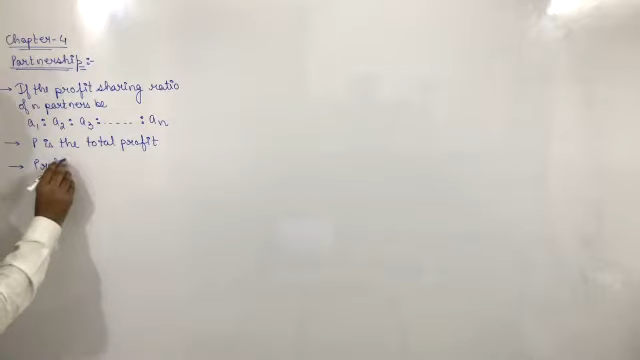 Chapter-4
Partnership:-
→ If the profit sharing ratio
of n partners be
a₁ : a₂ : a₃ : ..... : aₙ
→ P is the total profit
→